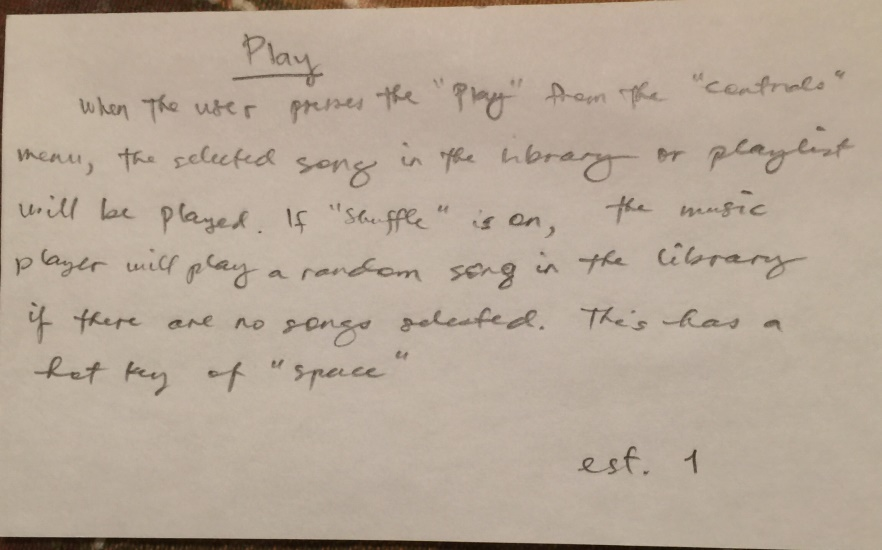 Play
When the user presses the "Play" from the "controls"
menu, the selected song in the library or playlist
will be played. If "Shuffle" is on, the music
player will play a random song in the library
if there are no songs selected. This has a
hot key of "space"
est. 1